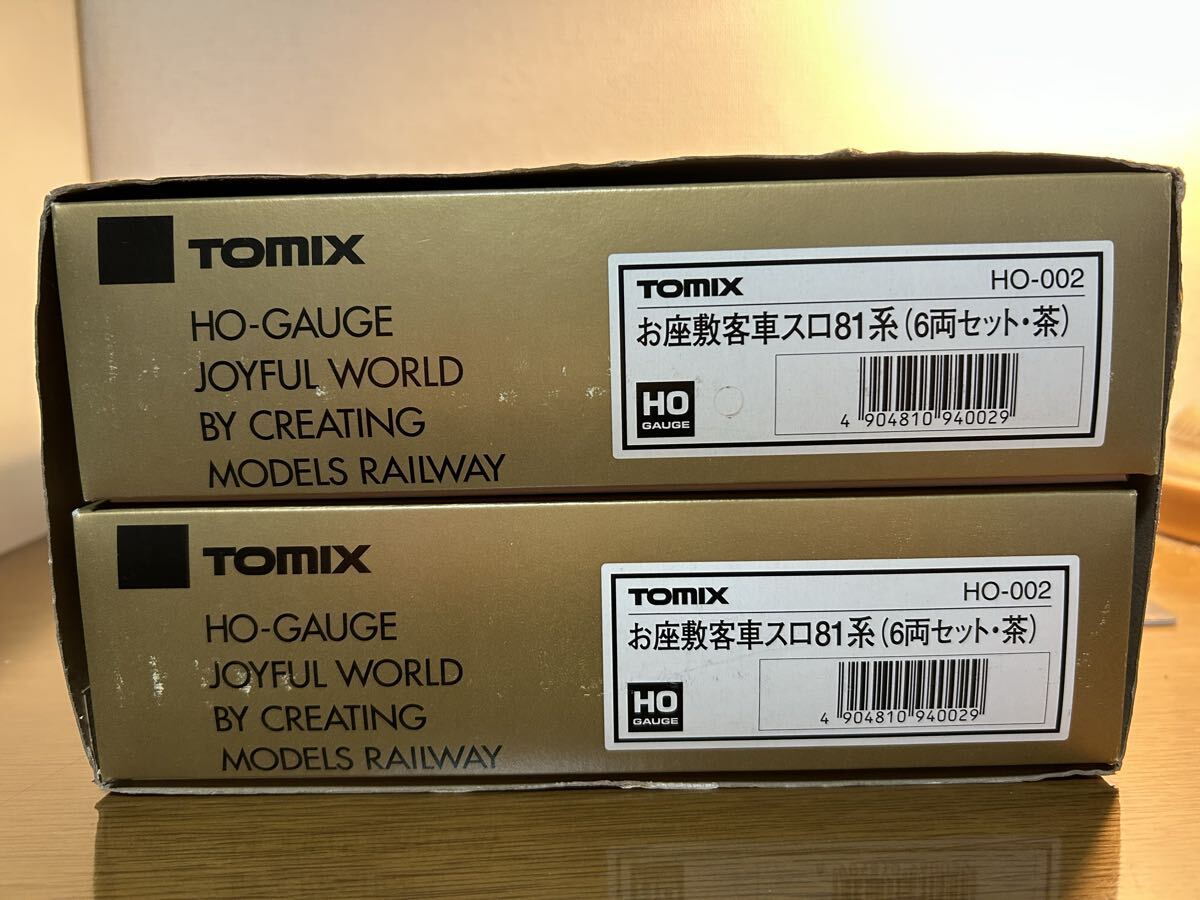 TOMIX
HO-GAUGE
JOYFUL WORLD
BY CREATING
MODELS RAILWAY
TOMIX HO-002
お座敷客車スロ81系(6両セット・茶)
HO
GAUGE
4 904810 940029
TOMIX
HO-GAUGE
JOYFUL WORLD
BY CREATING
MODELS RAILWAY
TOMIX HO-002
お座敷客車スロ81系(6両セット・茶)
HO
GAUGE
4 904810 940029